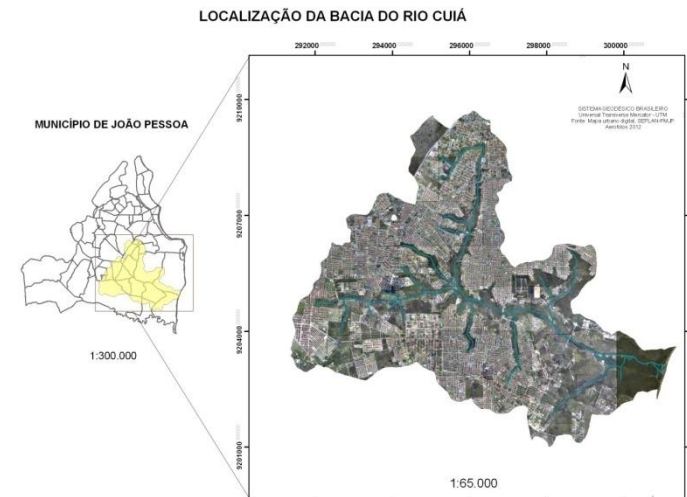 LOCALIZAÇÃO DA BACIA DO RIO CUIÁ
292000 294000 296000 298000 300000
N
SISTEMA GEODÉSICO BRASILEIRO
Universal Transverse Mercator - UTM
Fonte: Mapa urbano digital, SEPLAN-PMJP
Aerofotos 2012
MUNICÍPIO DE JOÃO PESSOA
9210000
9207000
9204000
9201000
1:300.000
1:65.000